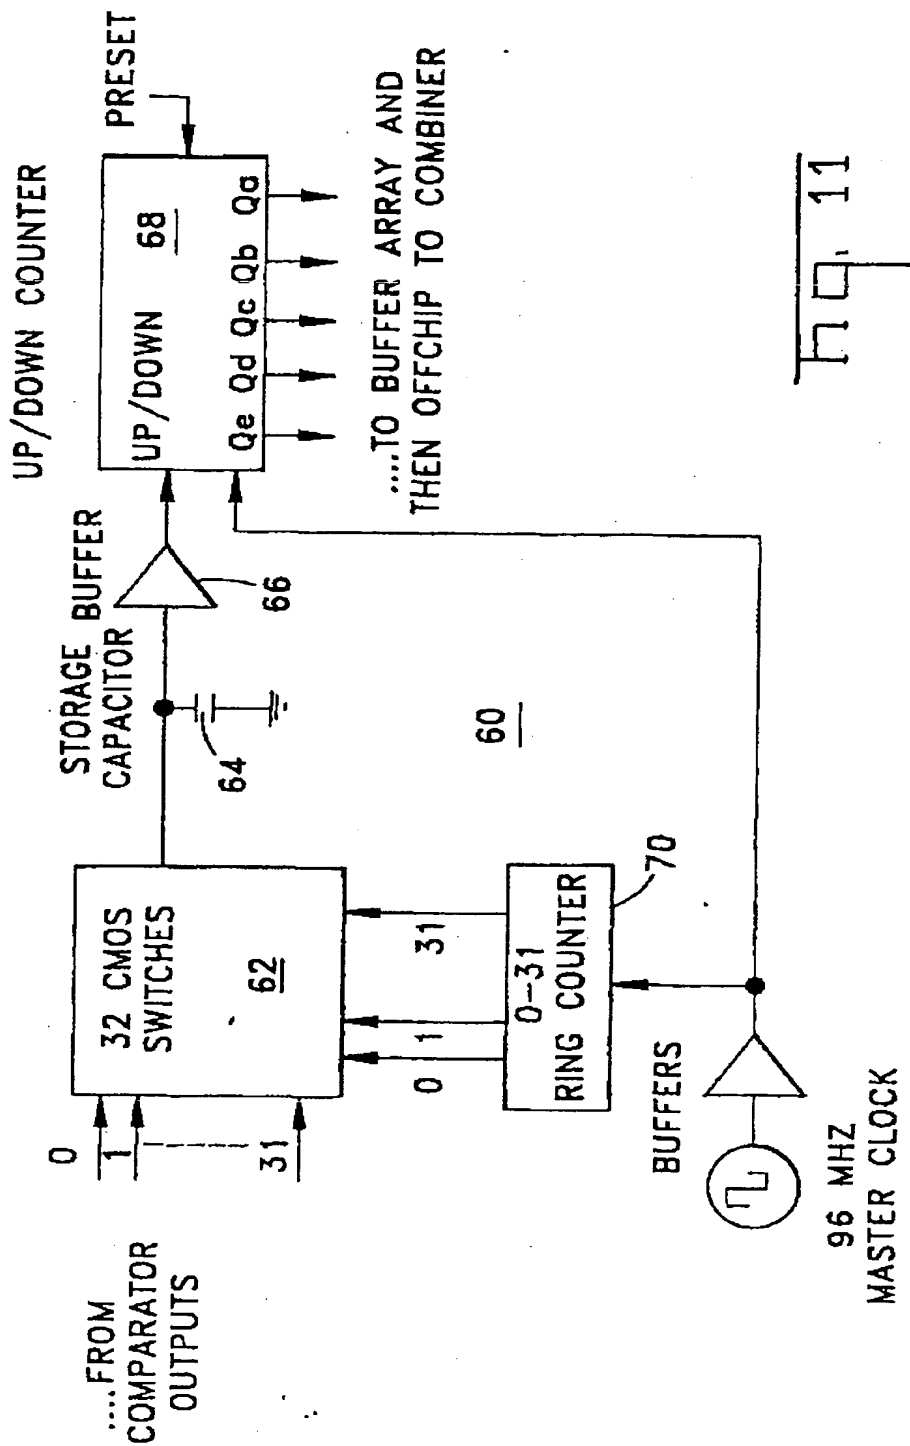 ....FROM
COMPARATOR
OUTPUTS
0
1
31
32 CMOS
SWITCHES
62
STORAGE
CAPACITOR
64
BUFFER
66
UP/DOWN COUNTER
UP/DOWN
68
Qe Qd Qc Qb Qa
PRESET
....TO BUFFER ARRAY AND
THEN OFFCHIP TO COMBINER
0
1
31
0-31
RING COUNTER
70
60
BUFFERS
96 MHZ
MASTER CLOCK
11